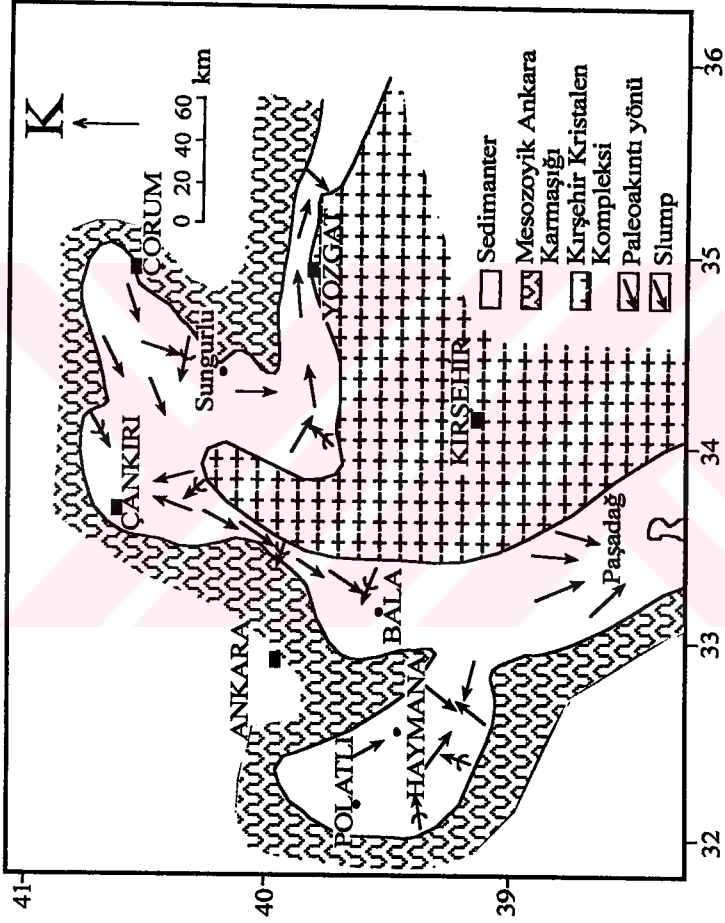 K
0 20 40 60 km
ÇORUM
ÇANKIRI
Sungurlu
ANKARA
YOZGAT
POLATLI
BALA
KIRŞEHİR
HAYMANA
Paşadağ
Sedimanter
Mesozoyik Ankara
Karmaşığı
Kırşehir Kristalen
Kompleksi
Paleoakıntı yönü
Slump
41
40
39
32
33
34
35
36